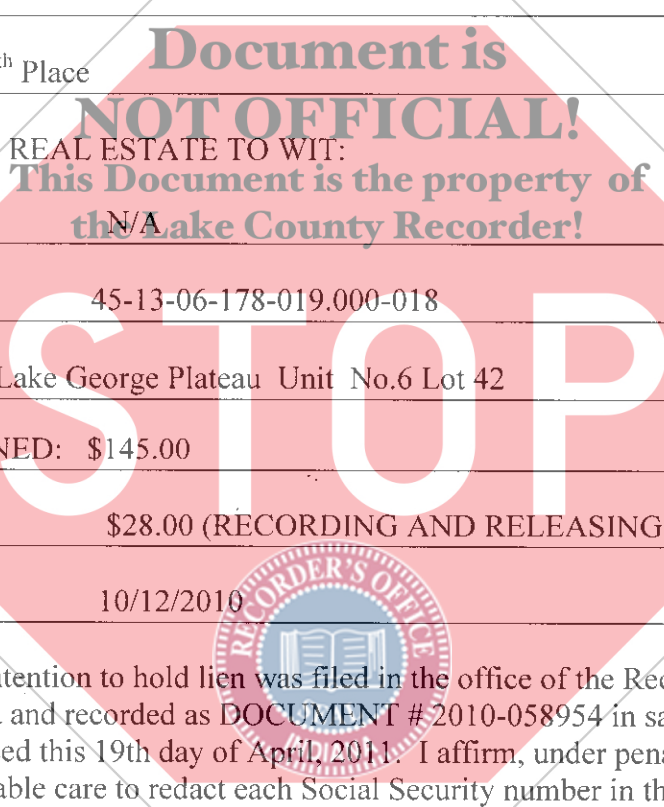 th Place
Document is
NOT OFFICIAL!
REAL ESTATE TO WIT:
This Document is the property of
the Lake County Recorder!
N/A
45-13-06-178-019.000-018
Lake George Plateau Unit No.6 Lot 42
NED: $145.00
STOP
$28.00 (RECORDING AND RELEASING
RECORDER'S OFFICE
10/12/2010
tention to hold lien was filed in the office of the Rec
and recorded as DOCUMENT # 2010-058954 in sa
ed this 19th day of April, 2011. I affirm, under pena
able care to redact each Social Security number in th